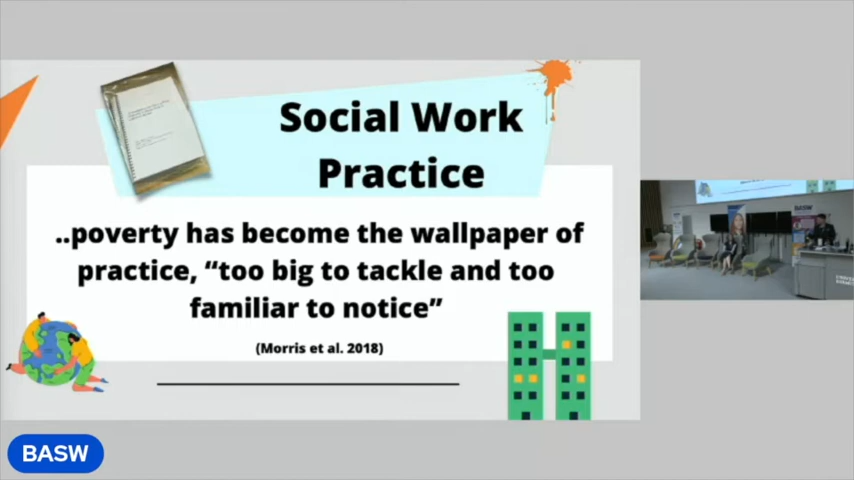 Social Work
Practice
..poverty has become the wallpaper of
practice, “too big to tackle and too
familiar to notice”
(Morris et al. 2018)
BASW
BASW